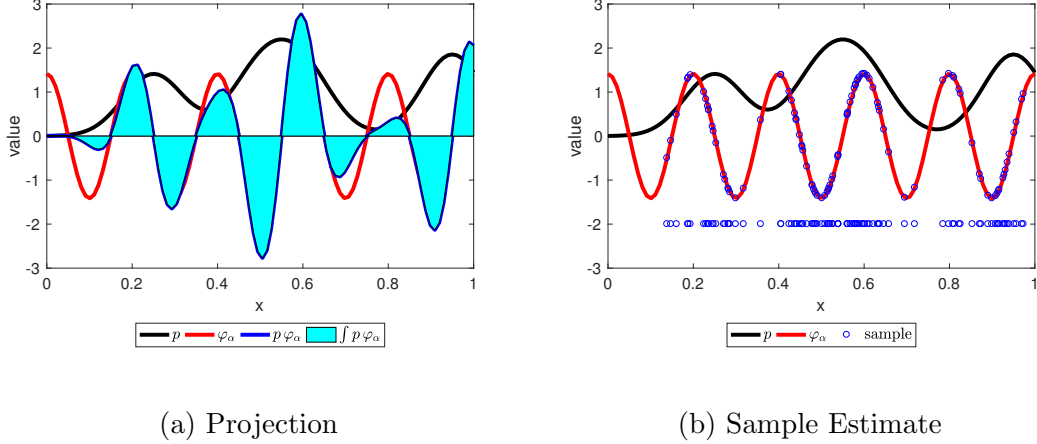 3
2
1
0
-1
-2
-3
value
0 0.2 0.4 0.6 0.8 1
x
p φα p φα ∫ p φα
(a) Projection
3
2
1
0
-1
-2
-3
value
0 0.2 0.4 0.6 0.8 1
x
p φα sample
(b) Sample Estimate